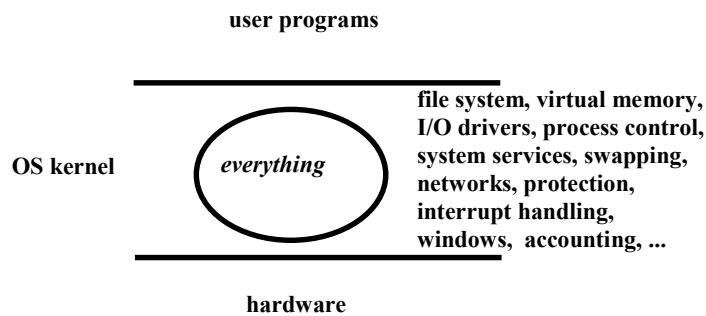 user programs
OS kernel
everything
file system, virtual memory,
I/O drivers, process control,
system services, swapping,
networks, protection,
interrupt handling,
windows, accounting, ...
hardware